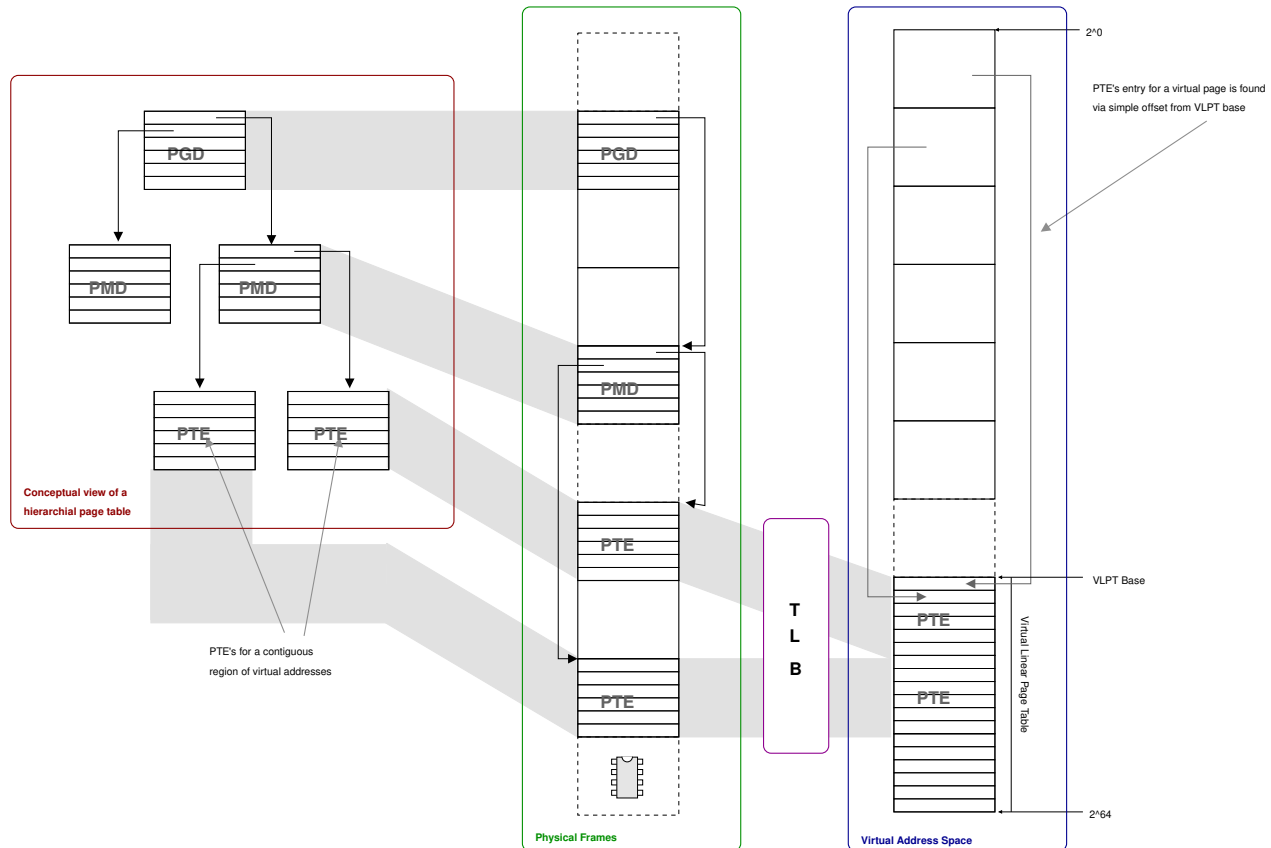 PGD
PMD
PMD
PTE
PTE
Conceptual view of a
hierarchial page table
PTE's for a contiguous
region of virtual addresses
PGD
PMD
PTE
PTE
Physical Frames
T
L
B
2^0
PTE's entry for a virtual page is found
via simple offset from VLPT base
VLPT Base
PTE
PTE
Virtual Linear Page Table
2^64
Virtual Address Space